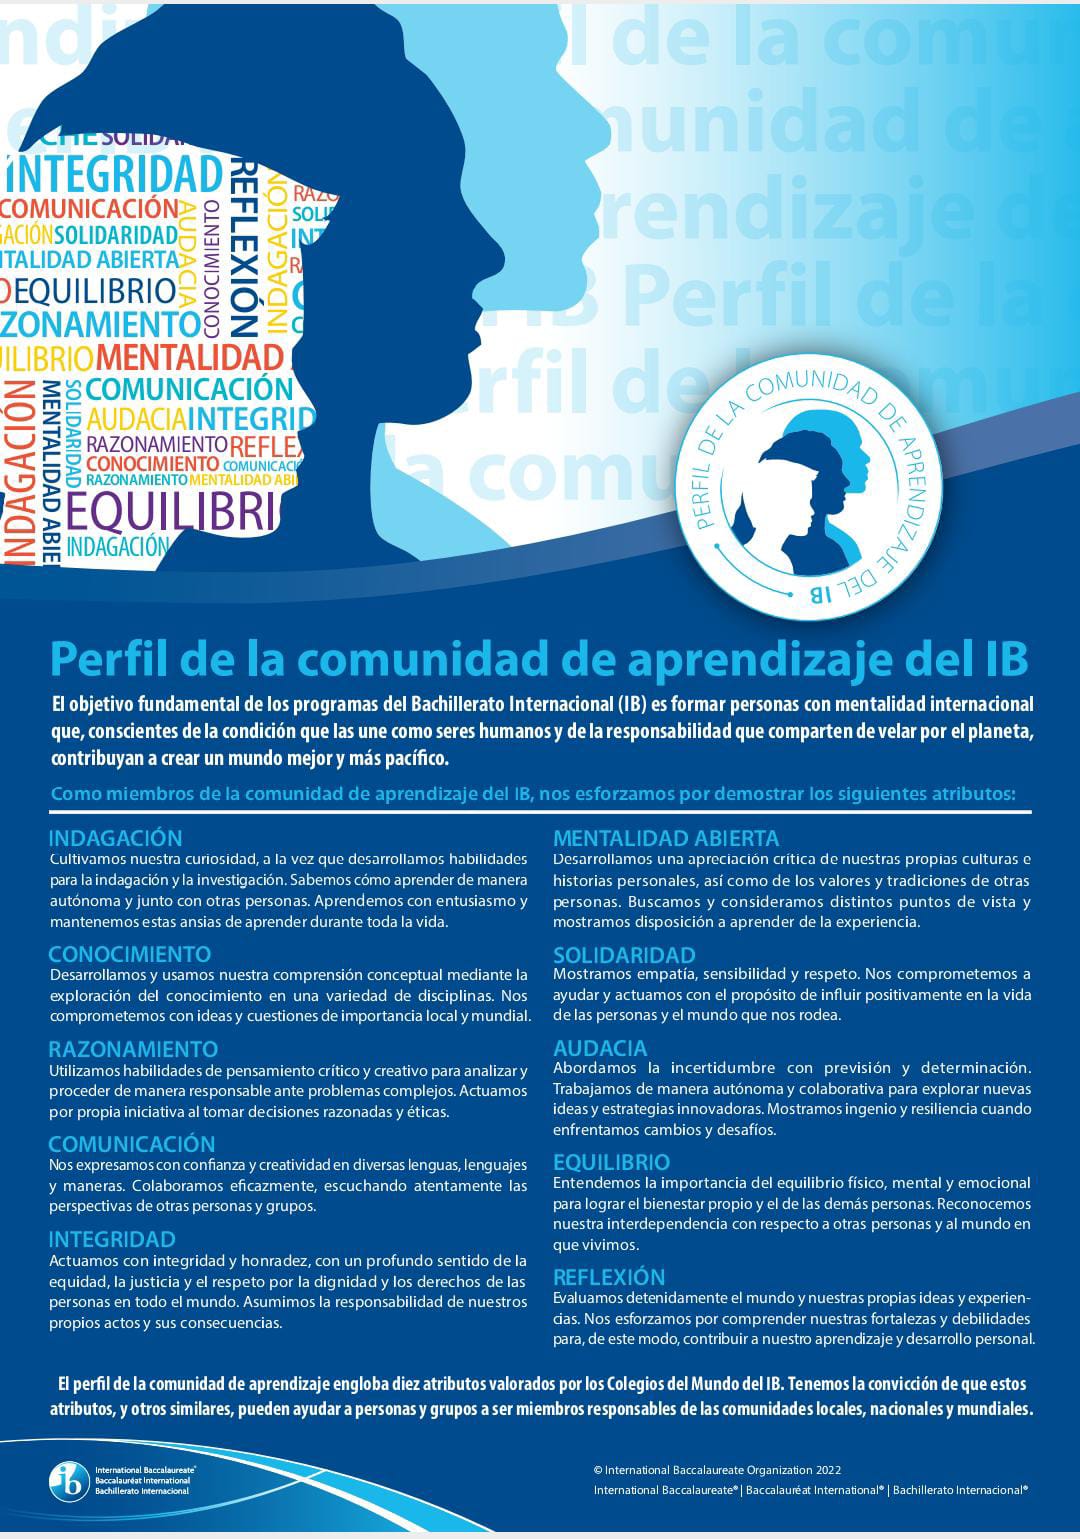 INTEGRIDAD
COMUNICACIÓN
SOLIDARIDAD
EQUILIBRIO
AUDACIA
CONOCIMIENTO
REFLEXIÓN
INDAGACIÓN
MENTALIDAD
COMUNICACIÓN
AUDACIA
RAZONAMIENTO
CONOCIMIENTO
RAZONAMIENTO
INDAGACIÓN
SOLIDARIDAD
INDAGACIÓN
PERFIL DE LA COMUNIDAD DE APRENDIZAJE DEL IB
Perfil de la comunidad de aprendizaje del IB
El objetivo fundamental de los programas del Bachillerato Internacional (IB) es formar personas con mentalidad internacional
que, conscientes de la condición que las une como seres humanos y de la responsabilidad que comparten de velar por el planeta,
contribuyan a crear un mundo mejor y más pacífico.
Como miembros de la comunidad de aprendizaje del IB, nos esforzamos por demostrar los siguientes atributos:
INDAGACIÓN
Cultivamos nuestra curiosidad, a la vez que desarrollamos habilidades
para la indagación y la investigación. Sabemos cómo aprender de manera
autónoma y junto con otras personas. Aprendemos con entusiasmo y
mantenemos estas ansias de aprender durante toda la vida.
CONOCIMIENTO
Desarrollamos y usamos nuestra comprensión conceptual mediante la
exploración del conocimiento en una variedad de disciplinas. Nos
comprometemos con ideas y cuestiones de importancia local y mundial.
RAZONAMIENTO
Utilizamos habilidades de pensamiento crítico y creativo para analizar y
proceder de manera responsable ante problemas complejos. Actuamos
por propia iniciativa al tomar decisiones razonadas y éticas.
COMUNICACIÓN
Nos expresamos con confianza y creatividad en diversas lenguas, lenguajes
y maneras. Colaboramos eficazmente, escuchando atentamente las
perspectivas de otras personas y grupos.
INTEGRIDAD
Actuamos con integridad y honradez, con un profundo sentido de la
equidad, la justicia y el respeto por la dignidad y los derechos de las
personas en todo el mundo. Asumimos la responsabilidad de nuestros
propios actos y sus consecuencias.
MENTALIDAD ABIERTA
Desarrollamos una apreciación crítica de nuestras propias culturas e
historias personales, así como de los valores y tradiciones de otras
personas. Buscamos y consideramos distintos puntos de vista y
mostramos disposición a aprender de la experiencia.
SOLIDARIDAD
Mostramos empatía, sensibilidad y respeto. Nos comprometemos a
ayudar y actuamos con el propósito de influir positivamente en la vida
de las personas y el mundo que nos rodea.
AUDACIA
Abordamos la incertidumbre con previsión y determinación.
Trabajamos de manera autónoma y colaborativa para explorar nuevas
ideas y estrategias innovadoras. Mostramos ingenio y resiliencia cuando
enfrentamos cambios y desafíos.
EQUILIBRIO
Entendemos la importancia del equilibrio físico, mental y emocional
para lograr el bienestar propio y el de las demás personas. Reconocemos
nuestra interdependencia con respecto a otras personas y al mundo en
que vivimos.
REFLEXIÓN
Evaluamos detenidamente el mundo y nuestras propias ideas y experien-
cias. Nos esforzamos por comprender nuestras fortalezas y debilidades
para, de este modo, contribuir a nuestro aprendizaje y desarrollo personal.
El perfil de la comunidad de aprendizaje engloba diez atributos valorados por los Colegios del Mundo del IB. Tenemos la convicción de que estos
atributos, y otros similares, pueden ayudar a personas y grupos a ser miembros responsables de las comunidades locales, nacionales y mundiales.
International Baccalaureate®
Baccalauréat International
Bachillerato Internacional
© International Baccalaureate Organization 2022
International Baccalaureate® | Baccalauréat International® | Bachillerato Internacional®